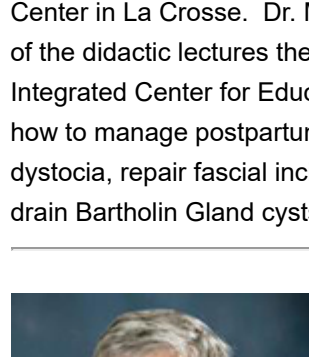 Center in La Crosse. Dr.
of the didactic lectures the
Integrated Center for Educ
how to manage postpartur
dystocia, repair fascial inc
drain Bartholin Gland cyst